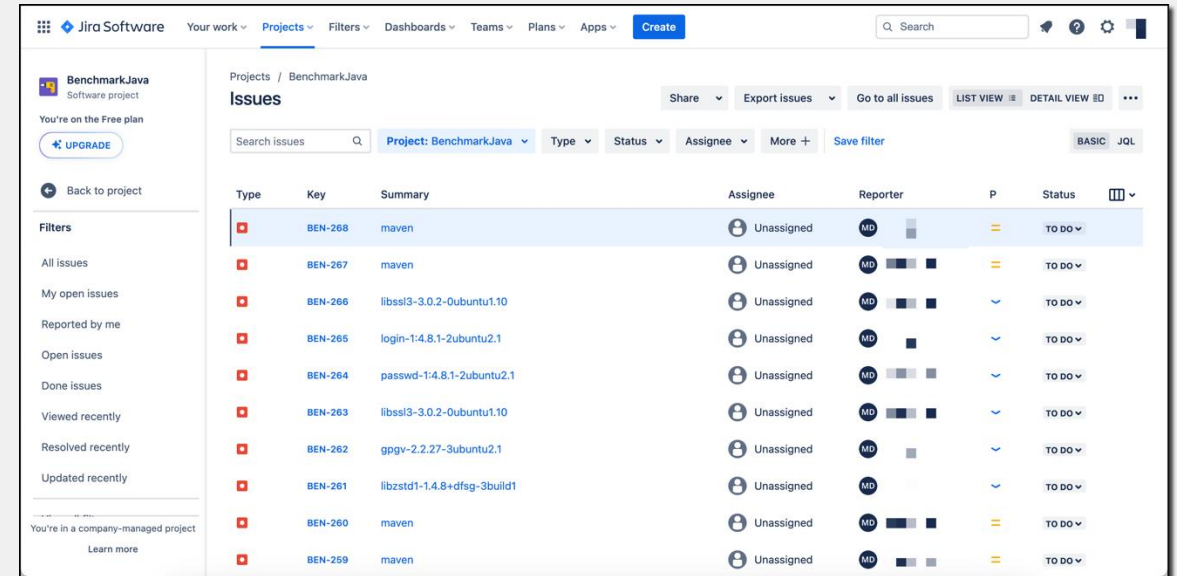 Jira Software Your work Projects Filters Dashboards Teams Plans Apps Create Search
BenchmarkJava
Software project
You're on the Free plan
UPGRADE
Back to project
Filters
All issues
My open issues
Reported by me
Open issues
Done issues
Viewed recently
Resolved recently
Updated recently
You're in a company-managed project
Learn more
Projects / BenchmarkJava
Issues
Share Export issues Go to all issues LIST VIEW DETAIL VIEW
Search issues Project: BenchmarkJava Type Status Assignee More + Save filter BASIC JQL
Type Key Summary Assignee Reporter P Status
BEN-268 maven Unassigned MD TO DO
BEN-267 maven Unassigned MD TO DO
BEN-266 libssl3-3.0.2-0ubuntu1.10 Unassigned MD TO DO
BEN-265 login-1:4.8.1-2ubuntu2.1 Unassigned MD TO DO
BEN-264 passwd-1:4.8.1-2ubuntu2.1 Unassigned MD TO DO
BEN-263 libssl3-3.0.2-0ubuntu1.10 Unassigned MD TO DO
BEN-262 gpgv-2.2.27-3ubuntu2.1 Unassigned MD TO DO
BEN-261 libzstd1-1.4.8+dfsg-3build1 Unassigned MD TO DO
BEN-260 maven Unassigned MD TO DO
BEN-259 maven Unassigned MD TO DO